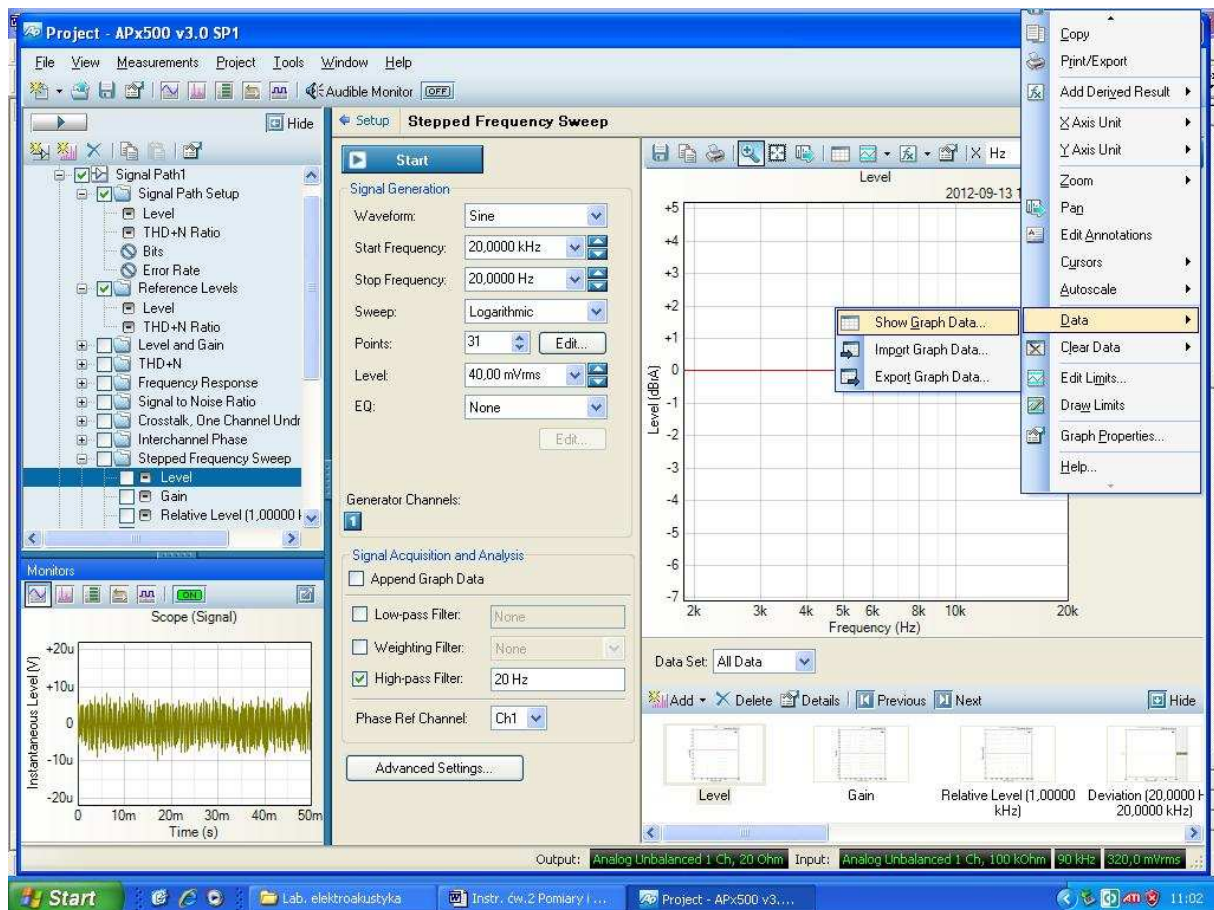 Project - APx500 v3.0 SP1
File View Measurements Project Tools Window Help
Audible Monitor OFF
Hide
Signal Path1
Signal Path Setup
Level
THD+N Ratio
Bits
Error Rate
Reference Levels
Level
THD+N Ratio
Level and Gain
THD+N
Frequency Response
Signal to Noise Ratio
Crosstalk, One Channel Undr
Interchannel Phase
Stepped Frequency Sweep
Level
Gain
Relative Level (1,00000
Monitors
ON
Scope (Signal)
Instantaneous Level (V)
+20u
+10u
0
-10u
-20u
0 10m 20m 30m 40m 50m
Time (s)
Setup Stepped Frequency Sweep
Start
Signal Generation
Waveform: Sine
Start Frequency: 20,0000 kHz
Stop Frequency: 20,0000 Hz
Sweep: Logarithmic
Points: 31 Edit...
Level: 40,00 mVrms
EQ: None
Edit...
Generator Channels:
1
Signal Acquisition and Analysis
Append Graph Data
Low-pass Filter: None
Weighting Filter: None
High-pass Filter: 20 Hz
Phase Ref Channel: Ch1
Advanced Settings...
X Hz
Level
2012-09-13 1
Level (dBrA)
+5
+4
+3
+2
+1
0
-1
-2
-3
-4
-5
-6
-7
2k 3k 4k 5k 6k 8k 10k 20k
Frequency (Hz)
Show Graph Data...
Import Graph Data...
Export Graph Data...
Copy
Print/Export
Add Derived Result
X Axis Unit
Y Axis Unit
Zoom
Pan
Edit Annotations
Cursors
Autoscale
Data
Clear Data
Edit Limits...
Draw Limits
Graph Properties...
Help...
Data Set: All Data
Add Delete Details Previous Next Hide
Level
Gain
Relative Level (1,00000 kHz)
Deviation (20,0000 H
20,0000 kHz)
Output: Analog Unbalanced 1 Ch, 20 Ohm Input: Analog Unbalanced 1 Ch, 100 kOhm 90 kHz 320,0 mVrms
Start Lab. elektroakustyka Instr. ćw.2 Pomiary i ... Project - APx500 v3.... 11:02